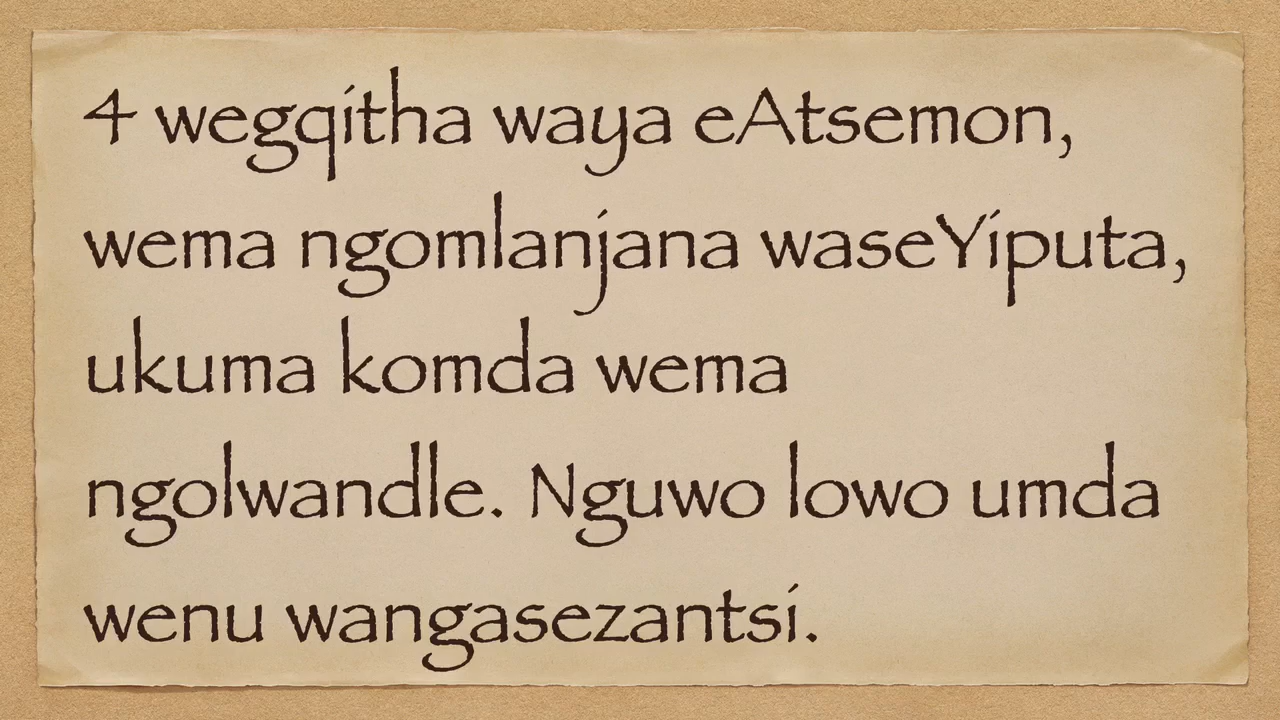 4 wegqitha waya eAtsemon,
wema ngomlanjana waseYiputa,
ukuma komda wema
ngolwandle. Nguwo lowo umda
wenu wangasezantsi.